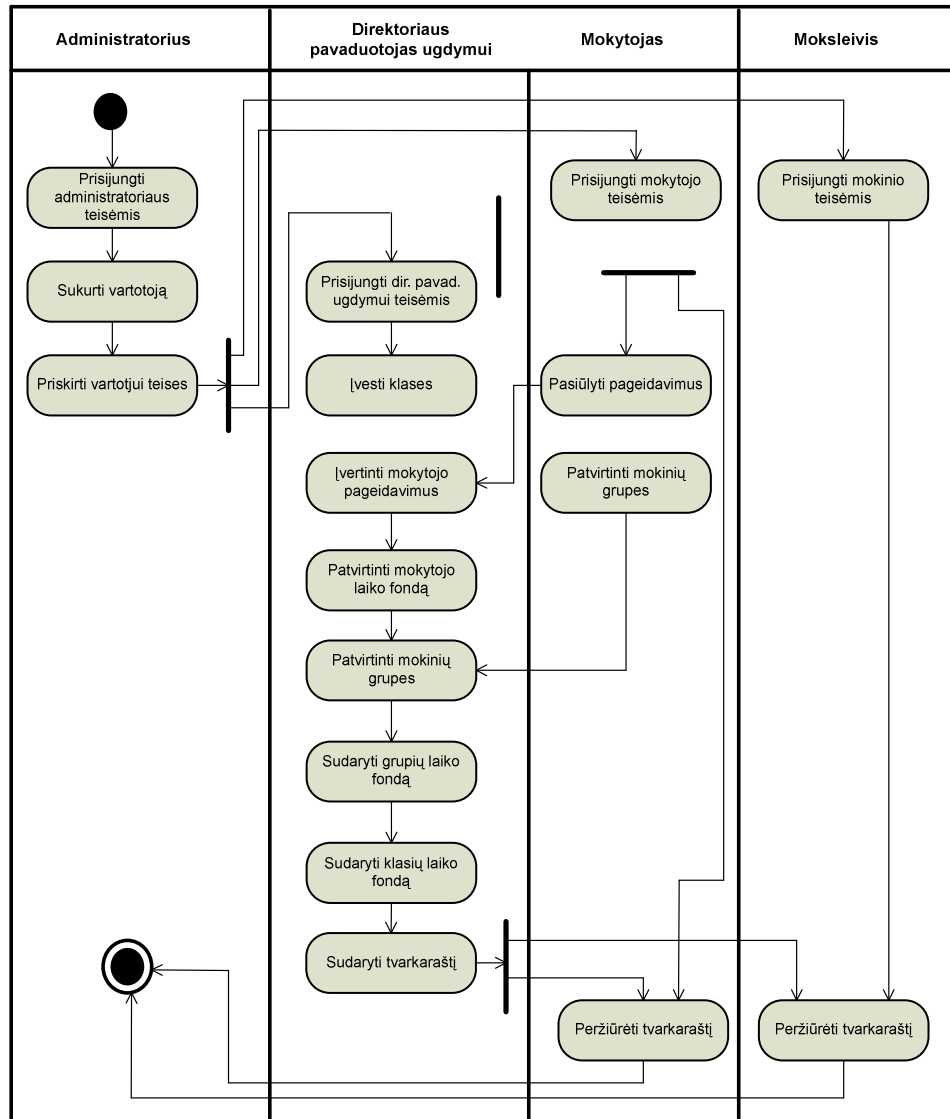 Administratorius
Direktoriaus
pavaduotojas ugdymui
Mokytojas
Moksleivis
Prisijungti
administratoriaus
teisėmis
Prisijungti mokytojo
teisėmis
Prisijungti mokinio
teisėmis
Sukurti vartotoją
Prisijungti dir. pavad.
ugdymui teisėmis
Priskirti vartotjui teises
Įvesti klases
Pasiūlyti pageidavimus
Įvertinti mokytojo
pageidavimus
Patvirtinti mokinių
grupes
Patvirtinti mokytojo
laiko fondą
Patvirtinti mokinių
grupes
Sudaryti grupių laiko
fondą
Sudaryti klasių laiko
fondą
Sudaryti tvarkaraštį
Peržiūrėti tvarkaraštį
Peržiūrėti tvarkaraštį